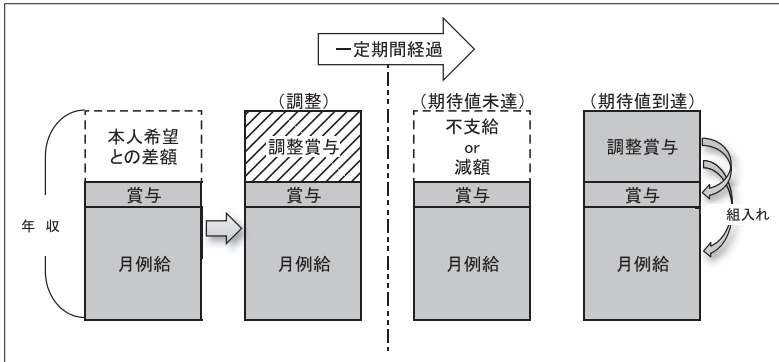 一定期間経過
(調整)
(期待値未達)
(期待値到達)
本人希望
との差額
調整賞与
不支給
or
減額
調整賞与
賞与
賞与
賞与
賞与
組入れ
年 収
月例給
月例給
月例給
月例給